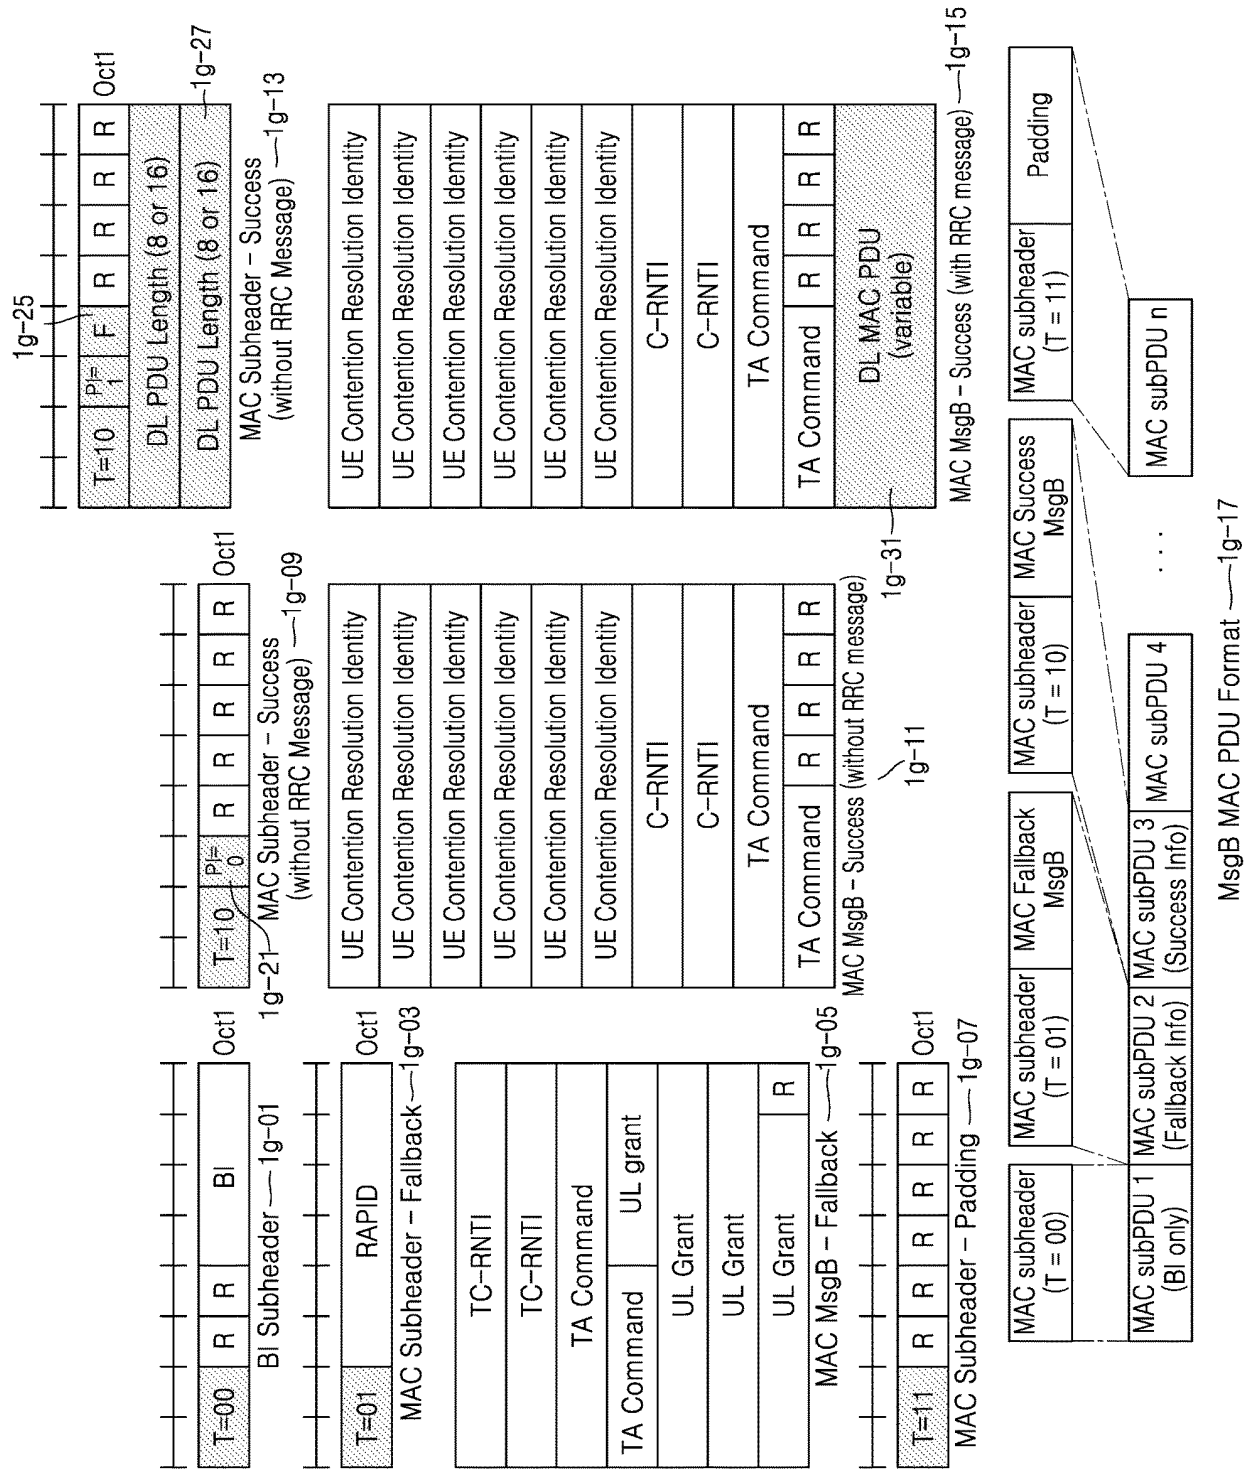 T=00 R R BI Oct1
BI Subheader 1g-01
T=01 RAPID Oct1
MAC Subheader – Fallback 1g-03
TC-RNTI
TC-RNTI
TA Command
TA Command UL grant
UL Grant
UL Grant
UL Grant R
MAC MsgB – Fallback 1g-05
T=11 R R R R R R Oct1
MAC Subheader – Padding 1g-07
T=10 PI= 0 R R R R R Oct1
1g-21
MAC Subheader – Success
(without RRC Message) 1g-09
UE Contention Resolution Identity
UE Contention Resolution Identity
UE Contention Resolution Identity
UE Contention Resolution Identity
UE Contention Resolution Identity
UE Contention Resolution Identity
C-RNTI
C-RNTI
TA Command
TA Command R R R R
MAC MsgB – Success (without RRC message)
1g-11
1g-25
T=10 PI= 1 F R R R R Oct1
DL PDU Length (8 or 16)
DL PDU Length (8 or 16) 1g-27
MAC Subheader – Success
(without RRC Message) 1g-13
UE Contention Resolution Identity
UE Contention Resolution Identity
UE Contention Resolution Identity
UE Contention Resolution Identity
UE Contention Resolution Identity
UE Contention Resolution Identity
C-RNTI
C-RNTI
TA Command
TA Command R R R R
DL MAC PDU
(variable)
1g-31
MAC MsgB – Success (with RRC message) 1g-15
MAC subheader
(T = 00)
MAC subheader
(T = 01)
MAC Fallback
MsgB
MAC subheader
(T = 10)
MAC Success
MsgB
MAC subheader
(T = 11)
Padding
MAC subPDU 1
(BI only)
MAC subPDU 2
(Fallback Info)
MAC subPDU 3
(Success Info)
MAC subPDU 4
. . .
MAC subPDU n
MsgB MAC PDU Format 1g-17